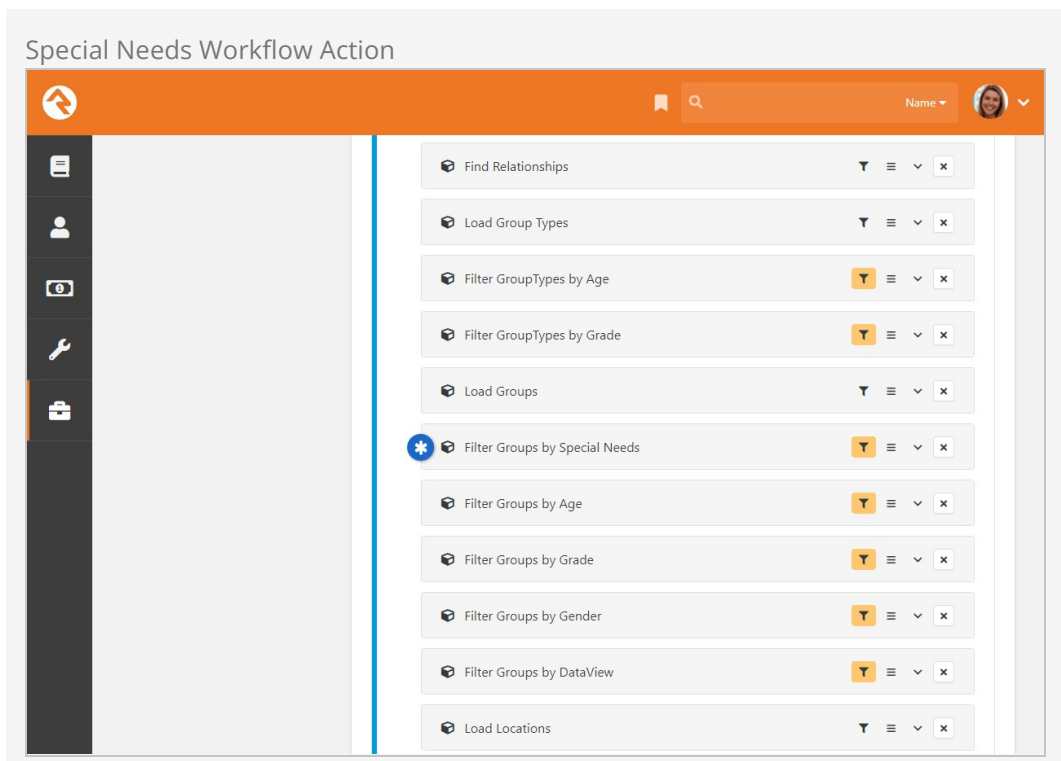 Special Needs Workflow Action
Name
Find Relationships
Load Group Types
Filter GroupTypes by Age
Filter GroupTypes by Grade
Load Groups
Filter Groups by Special Needs
Filter Groups by Age
Filter Groups by Grade
Filter Groups by Gender
Filter Groups by DataView
Load Locations